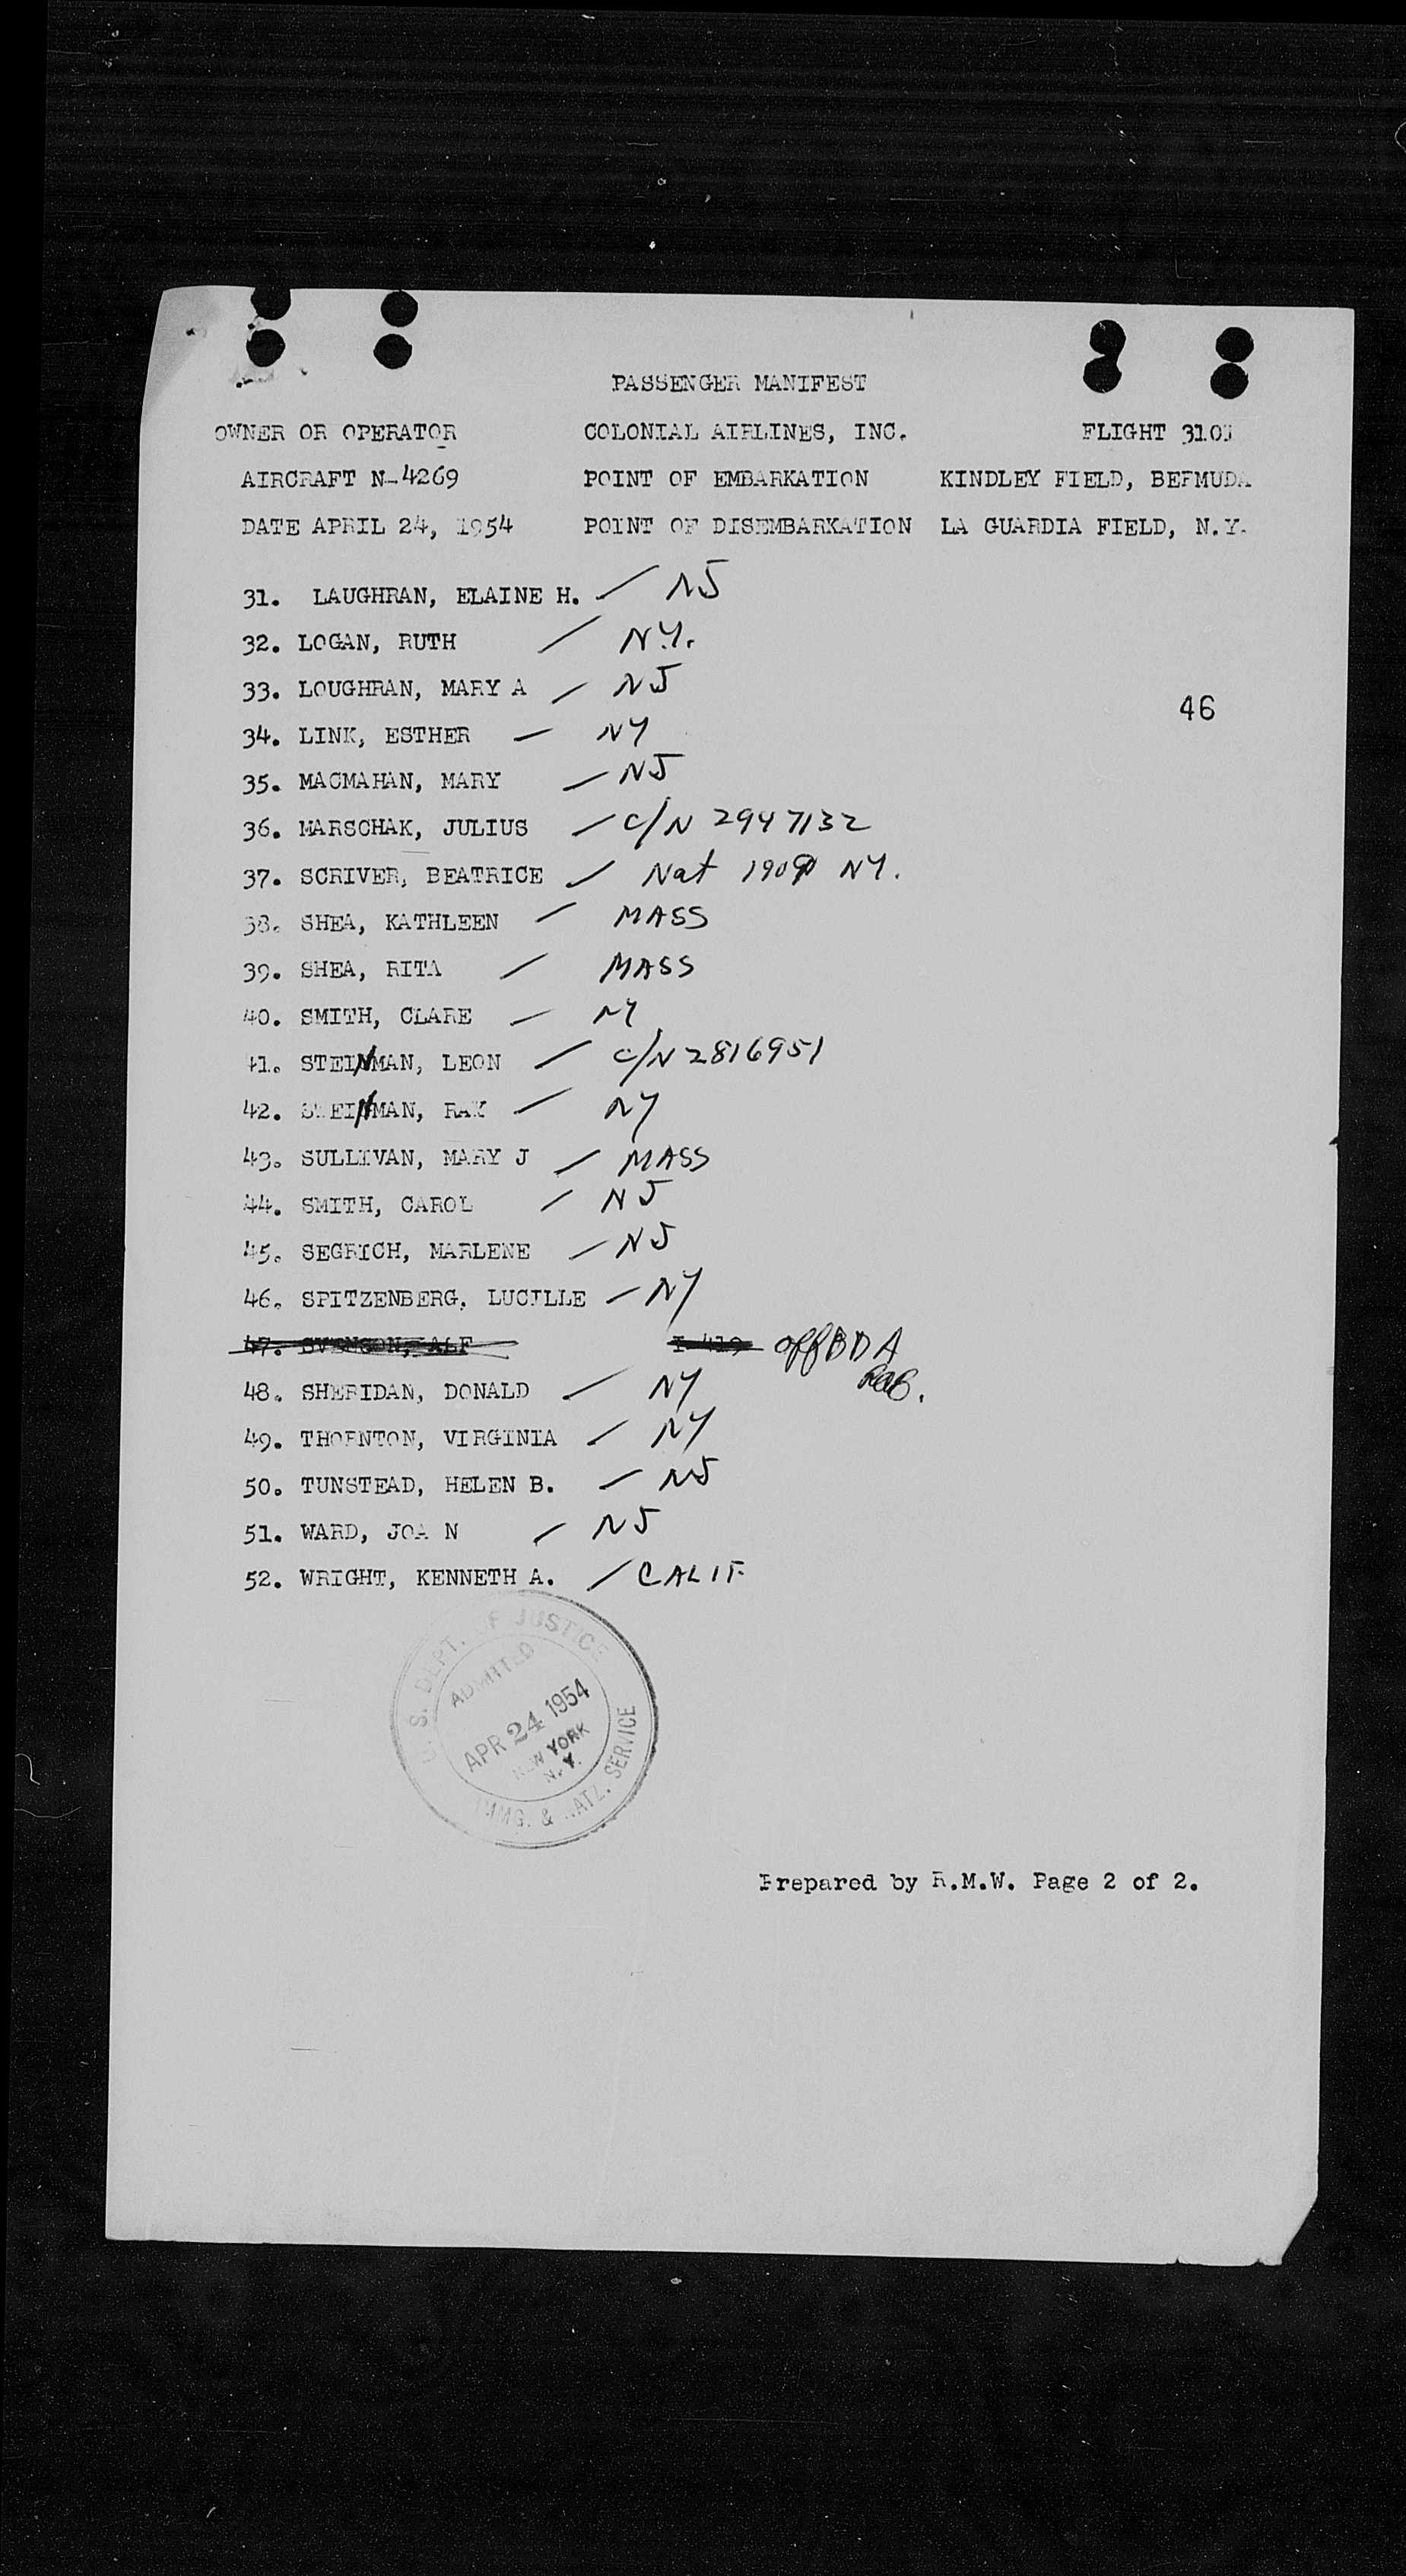 PASSENGER MANIFEST
OWNER OR OPERATOR COLONIAL AIRLINES, INC. FLIGHT 3101
AIRCRAFT N-4269 POINT OF EMBARKATION KINDLEY FIELD, BERMUDA
DATE APRIL 24, 1954 POINT OF DISEMBARKATION LA GUARDIA FIELD, N.Y.
31. LAUGHRAN, ELAINE H. / NJ
32. LOGAN, RUTH / N.Y.
33. LOUGHRAN, MARY A / NJ
46
34. LINK, ESTHER — NY
35. MACMAHAN, MARY — NJ
36. MARSCHAK, JULIUS / C/N 2947132
37. SCRIVER, BEATRICE / Nat 1909 NY.
38. SHEA, KATHLEEN / MASS
39. SHEA, RITA / MASS
40. SMITH, CLARE — NY
41. STEINMAN, LEON / C/N 2816951
42. STEINMAN, RAY / NY
43. SULLIVAN, MARY J / MASS
44. SMITH, CAROL / NJ
45. SEGRICH, MARLENE — NJ
46. SPITZENBERG, LUCILLE — NY
47. SVENSON, ALF I-419 off BDA
48. SHERIDAN, DONALD / NY
49. THORNTON, VIRGINIA / NY
50. TUNSTEAD, HELEN B. — NJ
51. WARD, JOA N / NJ
52. WRIGHT, KENNETH A. / CALIF
U. S. DEPT. OF JUSTICE
ADMITTED
APR 24 1954
NEW YORK
N. Y.
IMMG. & NATZ. SERVICE
Prepared by R.M.W. Page 2 of 2.